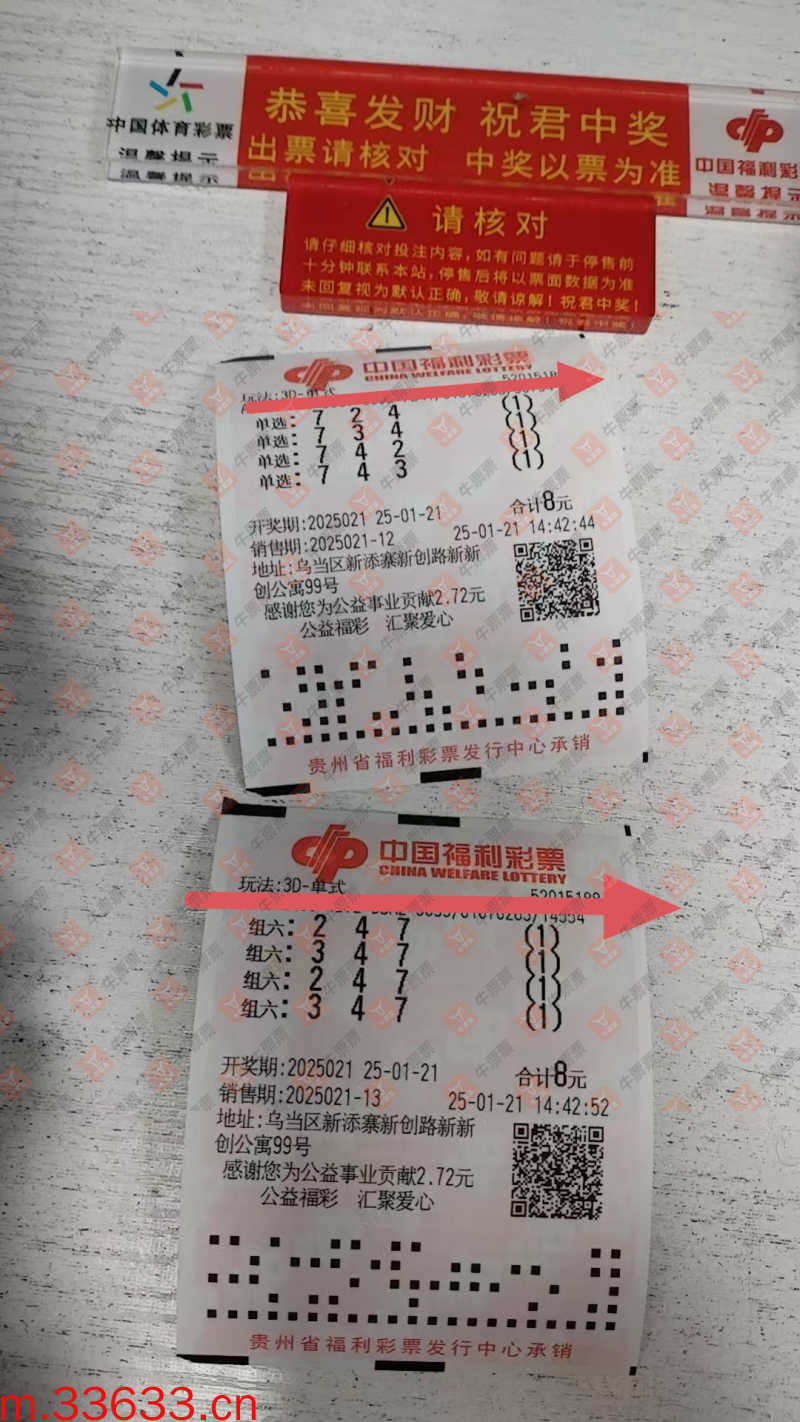 中国体育彩票
温馨提示
恭喜发财 祝君中奖
出票请核对 中奖以票为准
中国福利彩
温馨提示
请核对
请仔细核对投注内容,如有问题请于停售前
十分钟联系本站,停售后将以票面数据为准
未回复视为默认正确,敬请谅解!祝君中奖!
中国福利彩票
CHINA WELFARE LOTTERY
玩法:3D-单式
单选: 7 2 4 (1)
单选: 7 3 4 (1)
单选: 7 4 2 (1)
单选: 7 4 3 (1)
开奖期:2025021 25-01-21 合计8元
销售期:2025021-12 25-01-21 14:42:44
地址:乌当区新添寨新创路新新
创公寓99号
感谢您为公益事业贡献2.72元
公益福彩 汇聚爱心
贵州省福利彩票发行中心承销
中国福利彩票
CHINA WELFARE LOTTERY
玩法:3D-单式
组六: 2 4 7 (1)
组六: 3 4 7 (1)
组六: 2 4 7 (1)
组六: 3 4 7 (1)
开奖期:2025021 25-01-21 合计8元
销售期:2025021-13 25-01-21 14:42:52
地址:乌当区新添寨新创路新新
创公寓99号
感谢您为公益事业贡献2.72元
公益福彩 汇聚爱心
贵州省福利彩票发行中心承销
m.33633.cn